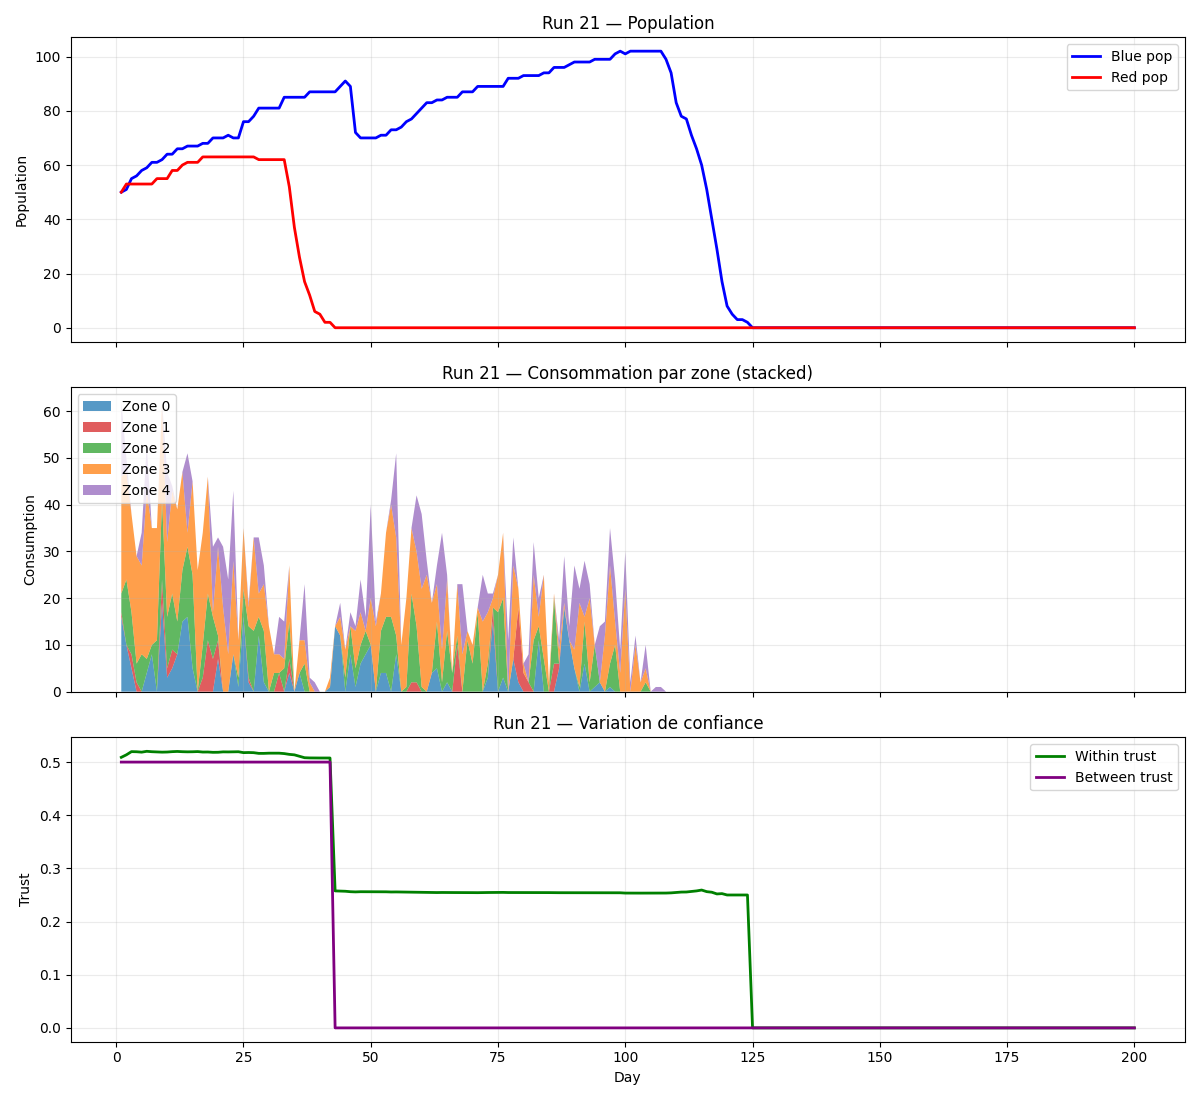 Run 21 — Population
Population
100
80
60
40
20
0
Blue pop
Red pop
Run 21 — Consommation par zone (stacked)
Consumption
60
50
40
30
20
10
0
Zone 0
Zone 1
Zone 2
Zone 3
Zone 4
Run 21 — Variation de confiance
Trust
0.5
0.4
0.3
0.2
0.1
0.0
Within trust
Between trust
0 25 50 75 100 125 150 175 200
Day